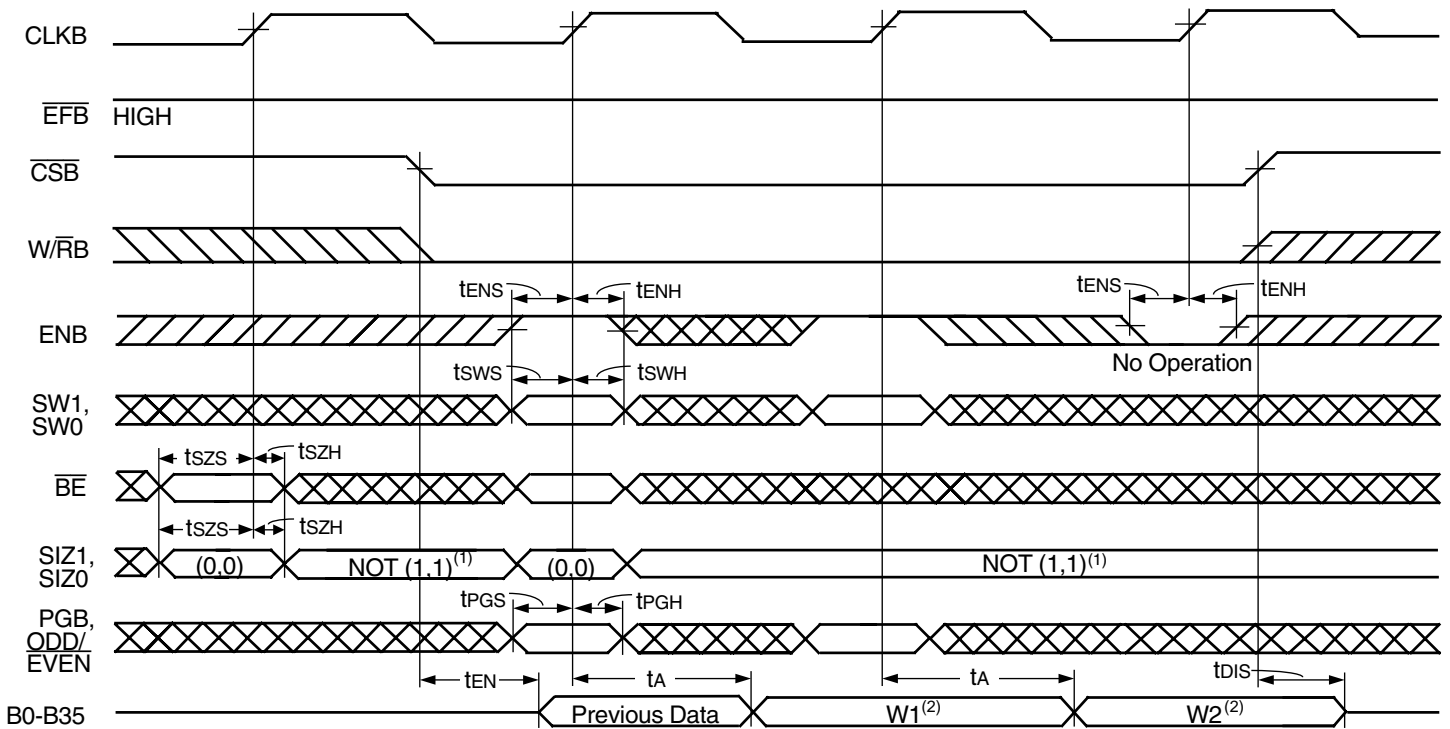 CLKB
EFB HIGH
CSB
W/RB
tENS tENH tENS tENH
ENB
No Operation
tSWS tSWH
SW1,
SW0
tSZS tSZH
BE
tSZS tSZH
SIZ1,
SIZ0
(0,0) NOT (1,1)(1) (0,0) NOT (1,1)(1)
tPGS tPGH
PGB,
ODD/
EVEN
tEN tA tA tDIS
B0-B35 Previous Data W1(2) W2(2)